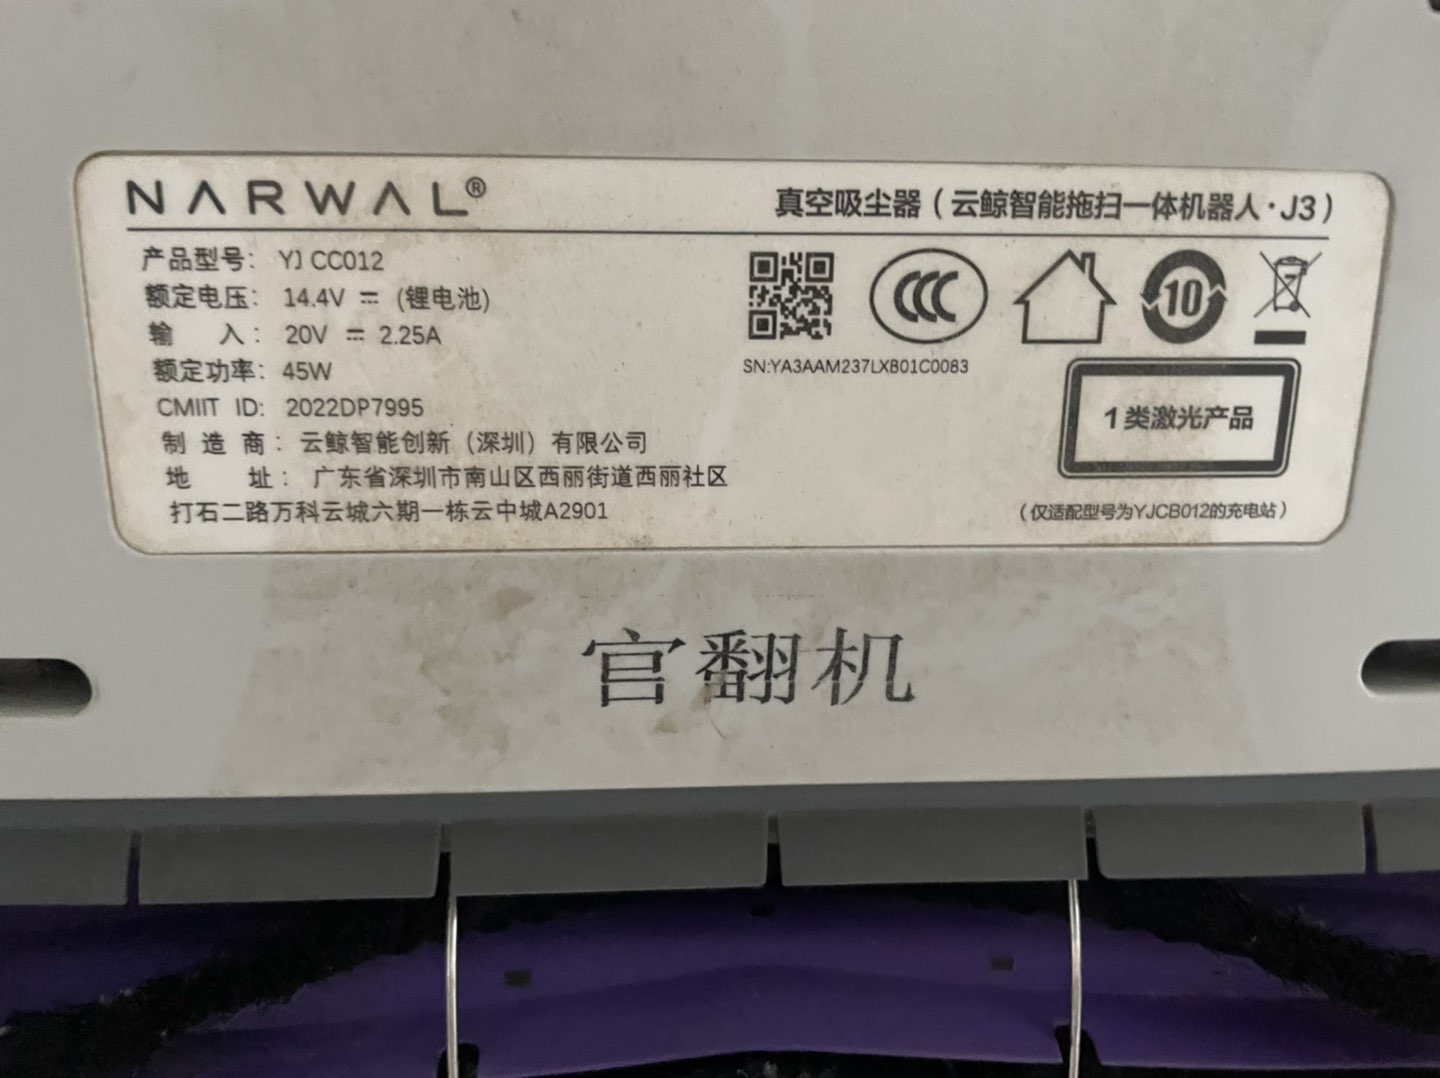 NARWAL®
真空吸尘器（云鲸智能拖扫一体机器人·J3）
产品型号： YJ CC012
额定电压： 14.4V ⎓ (锂电池)
输 入： 20V ⎓ 2.25A
额定功率： 45W
CMIIT ID： 2022DP7995
制 造 商： 云鲸智能创新（深圳）有限公司
地 址： 广东省深圳市南山区西丽街道西丽社区
打石二路万科云城六期一栋云中城A2901
10
SN:YA3AAM237LXB01C0083
1类激光产品
（仅适配型号为YJCB012的充电站）
官翻机